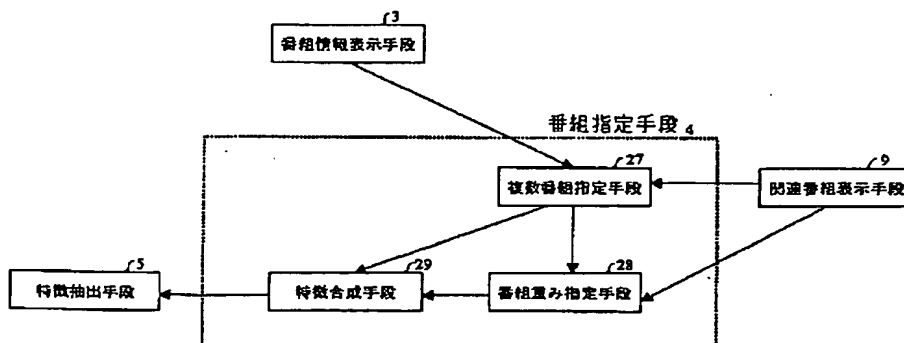 3
番組情報表示手段
番組指定手段 4
27
複数番組指定手段
9
関連番組表示手段
5
特徴抽出手段
29
特徴合成手段
28
番組重み指定手段